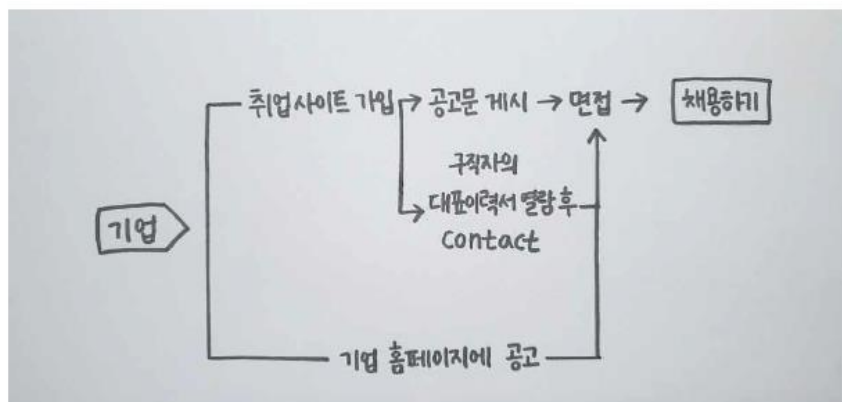 취업사이트 가입
공고문 게시
면접
채용하기
구직자의
대표이력서 열람 후
contact
기업
기업 홈페이지에 공고